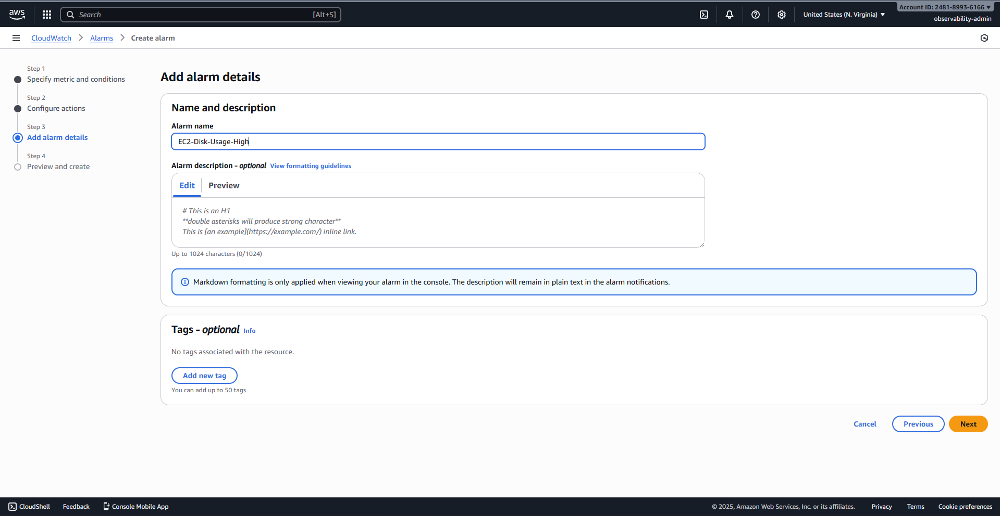 aws
Search
[Alt+S]
United States (N. Virginia)
Account ID: 2481-8993-6166
observability-admin
CloudWatch
Alarms
Create alarm
Step 1
Specify metric and conditions
Step 2
Configure actions
Step 3
Add alarm details
Step 4
Preview and create
Add alarm details
Name and description
Alarm name
EC2-Disk-Usage-High
Alarm description - optional View formatting guidelines
Edit
Preview
# This is an H1
**double asterisks will produce strong character**
This is [an example](https://example.com/) inline link.
Up to 1024 characters (0/1024)
Markdown formatting is only applied when viewing your alarm in the console. The description will remain in plain text in the alarm notifications.
Tags - optional Info
No tags associated with the resource.
Add new tag
You can add up to 50 tags
Cancel
Previous
Next
CloudShell
Feedback
Console Mobile App
© 2025, Amazon Web Services, Inc. or its affiliates.
Privacy
Terms
Cookie preferences